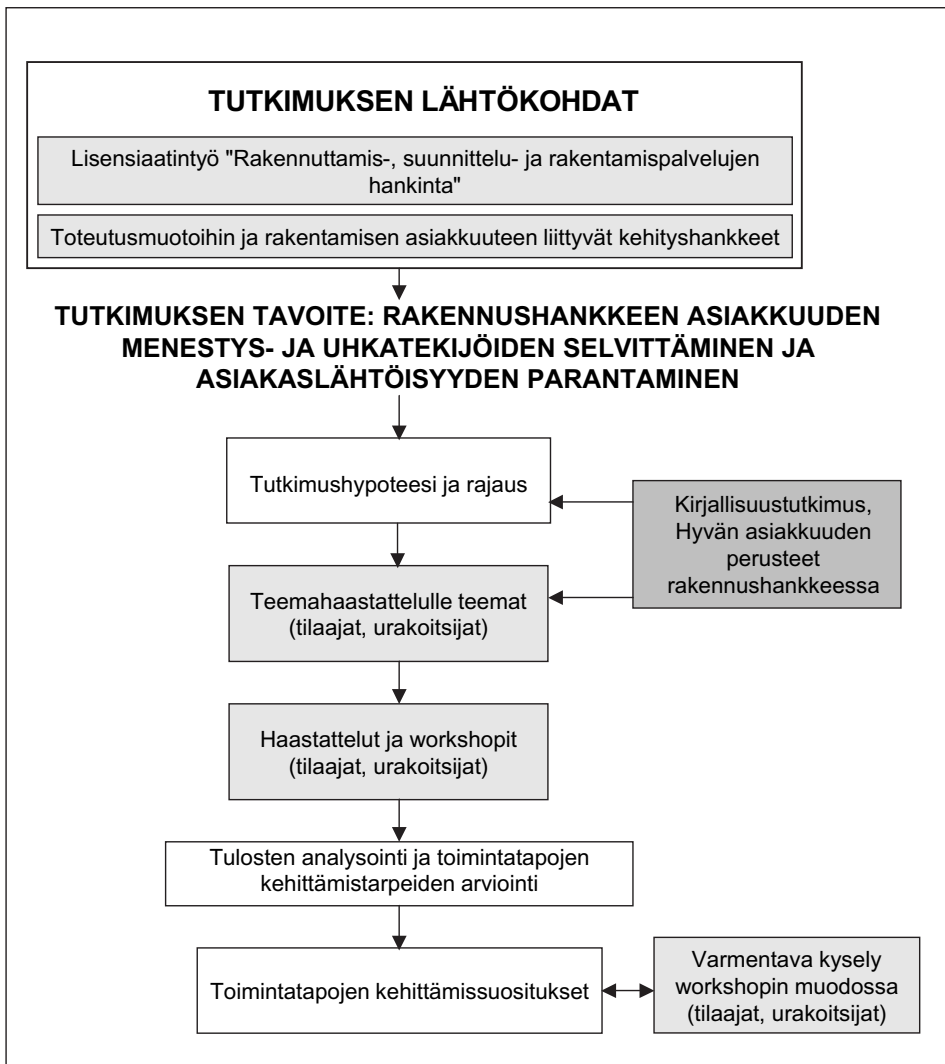 TUTKIMUKSEN LÄHTÖKOHDAT
Lisensiaatintyö "Rakennuttamis-, suunnittelu- ja rakentamispalvelujen
hankinta"
Toteutusmuotoihin ja rakentamisen asiakkuuteen liittyvät kehityshankkeet
TUTKIMUKSEN TAVOITE: RAKENNUSHANKKEEN ASIAKKUUDEN
MENESTYS- JA UHKATEKIJÖIDEN SELVITTÄMINEN JA
ASIAKASLÄHTÖISYYDEN PARANTAMINEN
Tutkimushypoteesi ja rajaus
Kirjallisuustutkimus,
Hyvän asiakkuuden
perusteet
rakennushankkeessa
Teemahaastattelulle teemat
(tilaajat, urakoitsijat)
Haastattelut ja workshopit
(tilaajat, urakoitsijat)
Tulosten analysointi ja toimintatapojen
kehittämistarpeiden arviointi
Toimintatapojen kehittämissuositukset
Varmentava kysely
workshopin muodossa
(tilaajat, urakoitsijat)